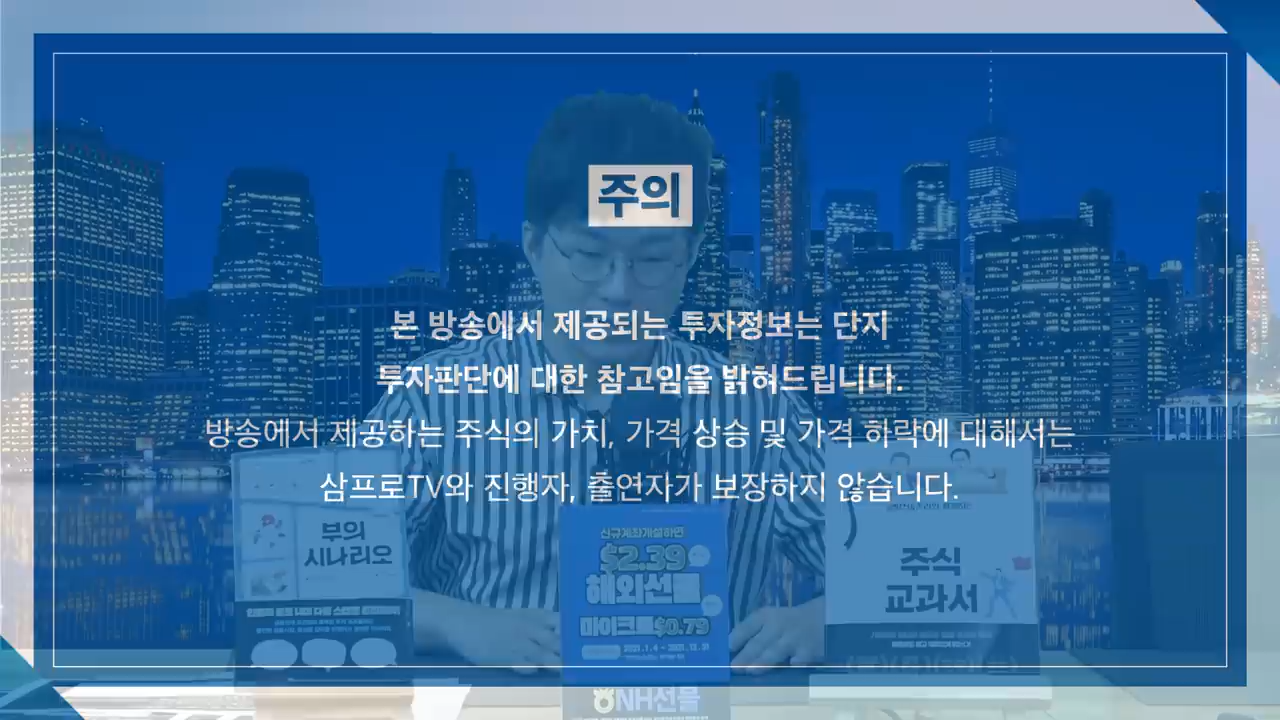 주의
본 방송에서 제공되는 투자정보는 단지
투자판단에 대한 참고임을 밝혀드립니다.
방송에서 제공하는 주식의 가치, 가격 상승 및 가격 하락에 대해서는
삼프로TV와 진행자, 출연자가 보장하지 않습니다.
부의
시나리오
신규계좌개설하면
$2.39
해외선물
마이크로$0.79
2021.1.4 ~ 2021.12.31
NH선물
주식
교과서